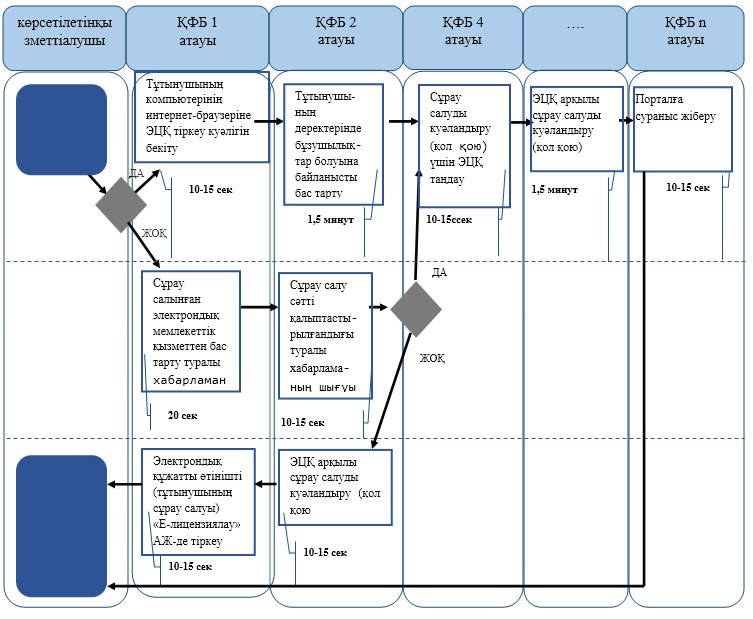 көрсетілетінқы
зметтіалушы
ҚФБ 1
атауы
ҚФБ 2
атауы
ҚФБ 4
атауы
….
ҚФБ n
атауы
Тұтынушының
компьютерінің
интернет-браузеріне
ЭЦҚ тіркеу куәлігін
бекіту
Тұтынушы-
ның
деректерінде
бұзушылық-
тар болуына
байланысты
бас тарту
Сұрау
салуды
куәландыру
(қол қою)
үшін ЭЦҚ
таңдау
ЭЦҚ арқылы
сұрау салуды
куәландыру
(қол қою)
Порталға
сураныс жіберу
ДА
10-15 сек
1,5 минут
10-15ссек
1,5 минут
10-15 сек
ЖОҚ
Сұрау
салынған
электрондық
мемлекеттік
қызметтен бас
тарту туралы
хабарламан
Сұрау салу
сәтті
қалыптасты-
рылғандығы
туралы
хабарлама-
ның шығуы
ДА
ЖОҚ
20 сек
10-15 сек
Электрондық
құжатты өтінішті
(тұтынушының
сұрау салуы)
«Е-лицензиялау»
АЖ-де тіркеу
ЭЦҚ арқылы
сұрау салуды
куәландыру (қол
қою
10-15 сек
10-15 сек